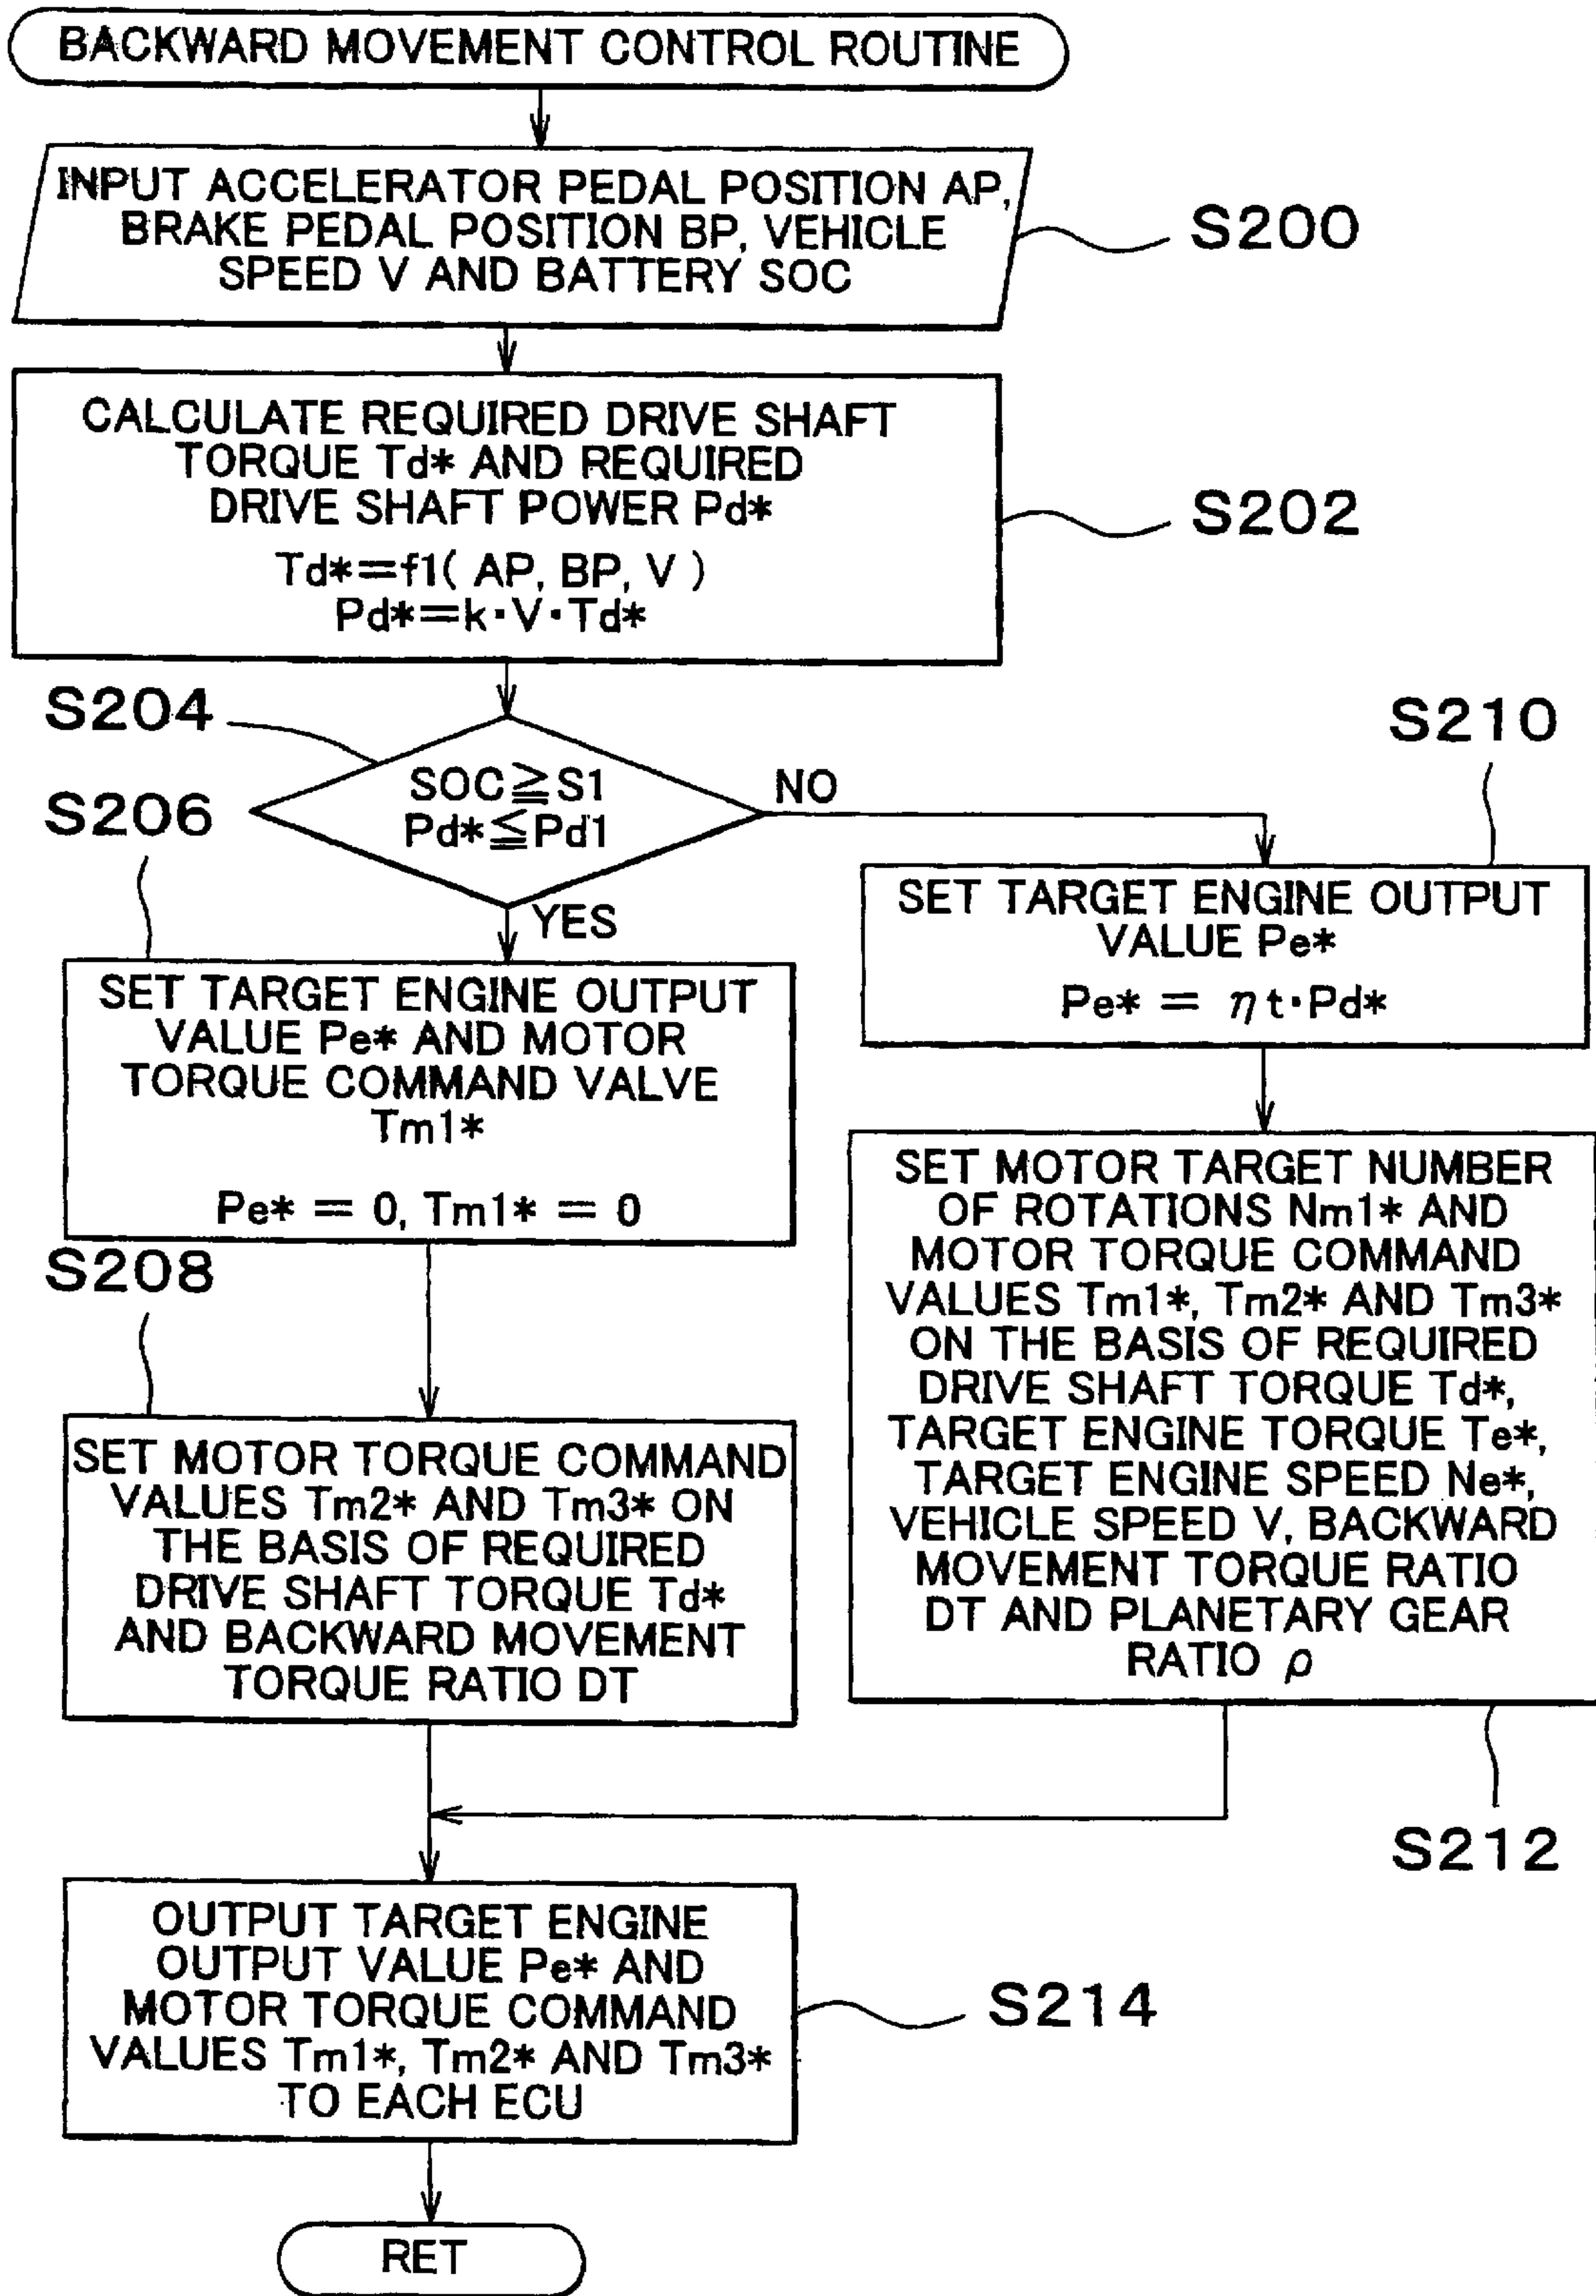 BACKWARD MOVEMENT CONTROL ROUTINE
INPUT ACCELERATOR PEDAL POSITION AP,
BRAKE PEDAL POSITION BP, VEHICLE
SPEED V AND BATTERY SOC
S200
CALCULATE REQUIRED DRIVE SHAFT
TORQUE Td* AND REQUIRED
DRIVE SHAFT POWER Pd*
Td*=f1( AP, BP, V )
Pd*=k·V·Td*
S202
S204
SOC≧S1
Pd*≦Pd1
NO
YES
S206
SET TARGET ENGINE OUTPUT
VALUE Pe* AND MOTOR
TORQUE COMMAND VALVE
Tm1*
Pe* = 0, Tm1* = 0
S208
SET MOTOR TORQUE COMMAND
VALUES Tm2* AND Tm3* ON
THE BASIS OF REQUIRED
DRIVE SHAFT TORQUE Td*
AND BACKWARD MOVEMENT
TORQUE RATIO DT
S210
SET TARGET ENGINE OUTPUT
VALUE Pe*
Pe* = ηt·Pd*
SET MOTOR TARGET NUMBER
OF ROTATIONS Nm1* AND
MOTOR TORQUE COMMAND
VALUES Tm1*, Tm2* AND Tm3*
ON THE BASIS OF REQUIRED
DRIVE SHAFT TORQUE Td*,
TARGET ENGINE TORQUE Te*,
TARGET ENGINE SPEED Ne*,
VEHICLE SPEED V, BACKWARD
MOVEMENT TORQUE RATIO
DT AND PLANETARY GEAR
RATIO ρ
S212
OUTPUT TARGET ENGINE
OUTPUT VALUE Pe* AND
MOTOR TORQUE COMMAND
VALUES Tm1*, Tm2* AND Tm3*
TO EACH ECU
S214
RET